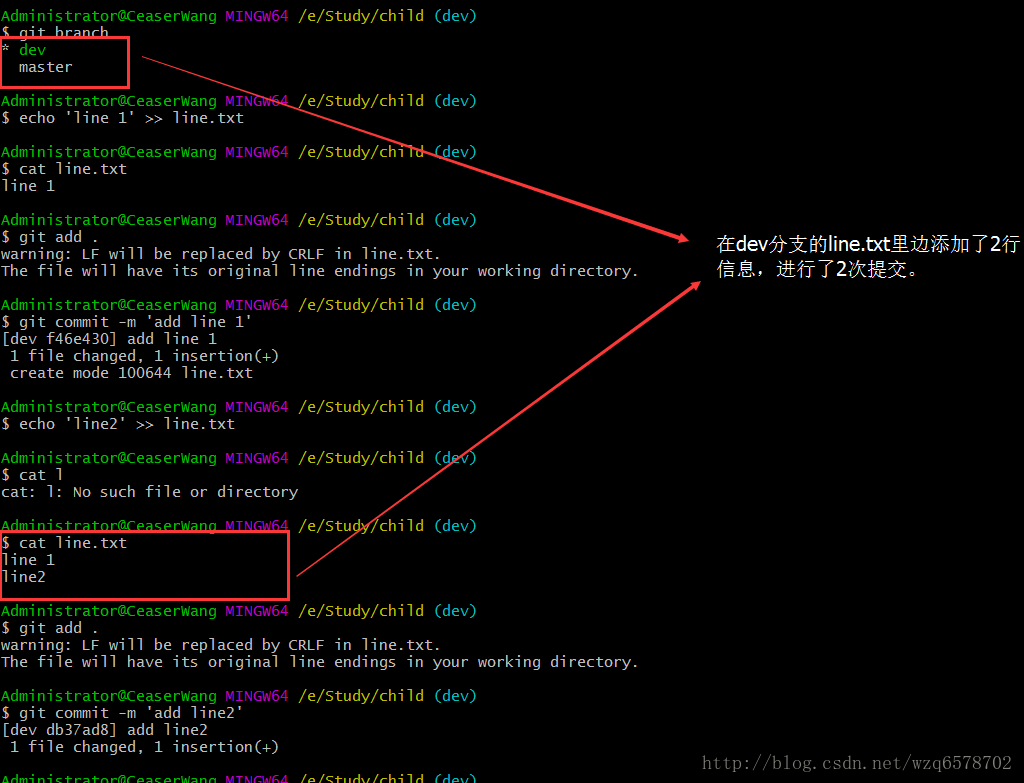 Administrator@CeaserWang MINGW64 /e/Study/child (dev)
$ git branch
* dev
  master
Administrator@CeaserWang MINGW64 /e/Study/child (dev)
$ echo 'line 1' >> line.txt
Administrator@CeaserWang MINGW64 /e/Study/child (dev)
$ cat line.txt
line 1
Administrator@CeaserWang MINGW64 /e/Study/child (dev)
$ git add .
warning: LF will be replaced by CRLF in line.txt.
The file will have its original line endings in your working directory.
Administrator@CeaserWang MINGW64 /e/Study/child (dev)
$ git commit -m 'add line 1'
[dev f46e430] add line 1
 1 file changed, 1 insertion(+)
 create mode 100644 line.txt
Administrator@CeaserWang MINGW64 /e/Study/child (dev)
$ echo 'line2' >> line.txt
Administrator@CeaserWang MINGW64 /e/Study/child (dev)
$ cat l
cat: l: No such file or directory
Administrator@CeaserWang MINGW64 /e/Study/child (dev)
$ cat line.txt
line 1
line2
Administrator@CeaserWang MINGW64 /e/Study/child (dev)
$ git add .
warning: LF will be replaced by CRLF in line.txt.
The file will have its original line endings in your working directory.
Administrator@CeaserWang MINGW64 /e/Study/child (dev)
$ git commit -m 'add line2'
[dev db37ad8] add line2
 1 file changed, 1 insertion(+)
Administrator@CeaserWang MINGW64 /e/Study/child (dev)
在dev分支的line.txt里边添加了2行
信息，进行了2次提交。
http://blog.csdn.net/wzq6578702